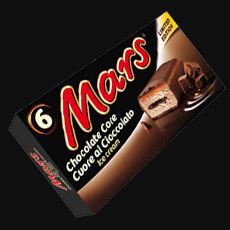 LIMITED
EDITION
6
Mars
Chocolate Core
Cuore al Cioccolato
Ice cream
Mars